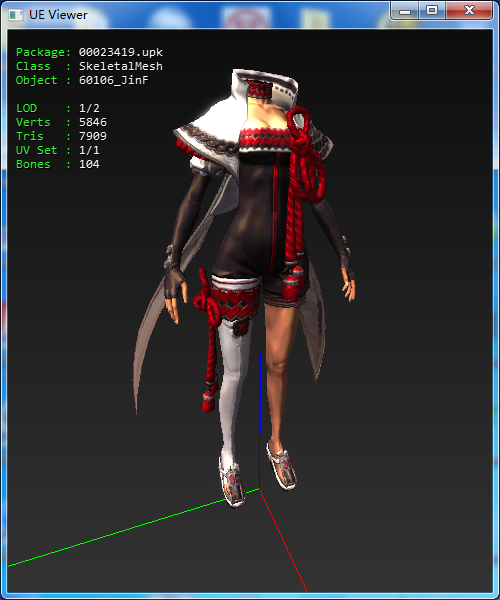 UE Viewer
Package: 00023419.upk
Class : SkeletalMesh
Object : 60106_JinF
LOD : 1/2
Verts : 5846
Tris : 7909
UV Set : 1/1
Bones : 104